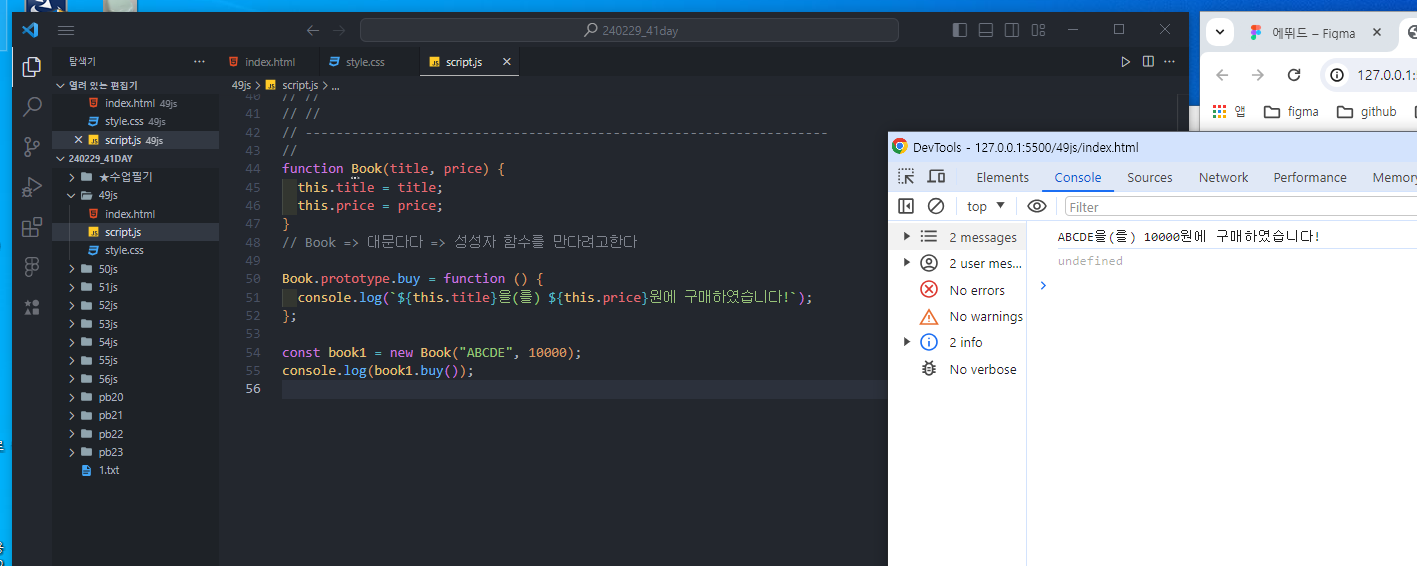 240229_41day
탐색기
···
index.html
style.css
script.js
열려 있는 편집기
index.html 49js
style.css 49js
script.js 49js
240229_41DAY
★수업필기
49js
index.html
script.js
style.css
50js
51js
52js
53js
54js
55js
56js
pb20
pb21
pb22
pb23
1.txt
49js > script.js > ...
40 // //
41 // //
42 // -------------------------------------------------------------------
43 //
44 function Book(title, price) {
45 this.title = title;
46 this.price = price;
47 }
48 // Book => 대문다다 => 성성자 함수를 만다려고한다
49
50 Book.prototype.buy = function () {
51 console.log(`${this.title}을(를) ${this.price}원에 구매하였습니다!`);
52 };
53
54 const book1 = new Book("ABCDE", 10000);
55 console.log(book1.buy());
56
에뛰드 – Figma
127.0.0.1:
앱
figma
github
DevTools - 127.0.0.1:5500/49js/index.html
Elements
Console
Sources
Network
Performance
Memory
top
Filter
2 messages
2 user mes...
No errors
No warnings
2 info
No verbose
ABCDE을(를) 10000원에 구매하였습니다!
undefined